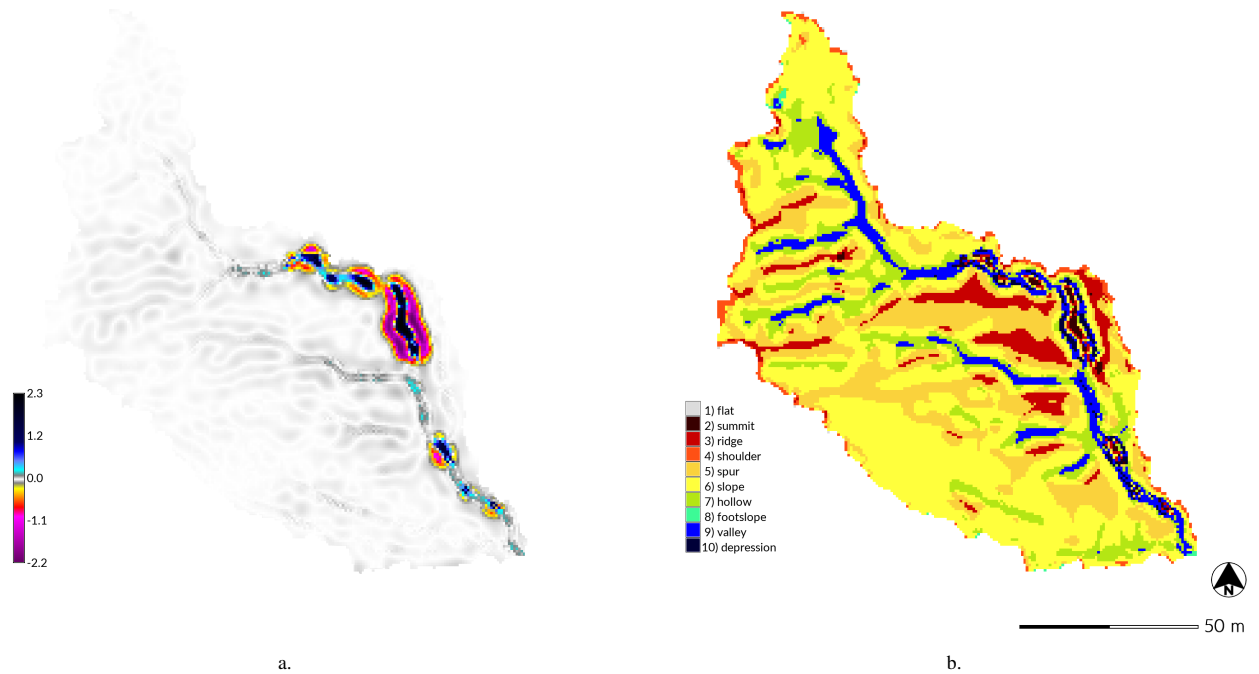 2.3
1.2
0.0
-1.1
-2.2
1) flat
2) summit
3) ridge
4) shoulder
5) spur
6) slope
7) hollow
8) footslope
9) valley
10) depression
N
50 m
a.
b.